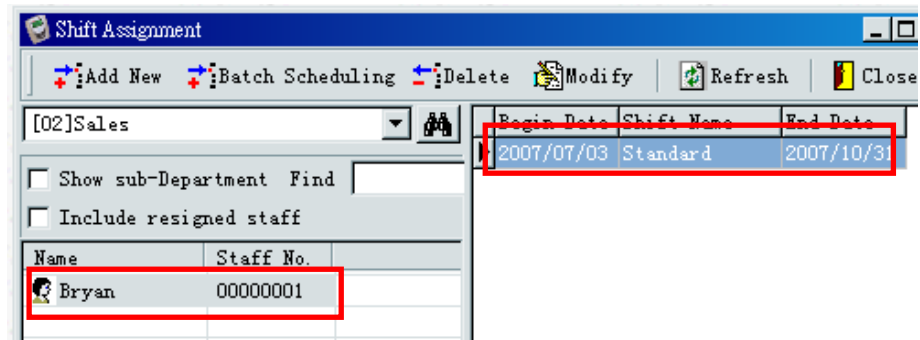 Shift Assignment
Add New Batch Scheduling Delete Modify Refresh Close
[02]Sales
Show sub-Department Find
Include resigned staff
Name Staff No.
Bryan 00000001
Begin Date Shift Name End Date
2007/07/03 Standard 2007/10/31